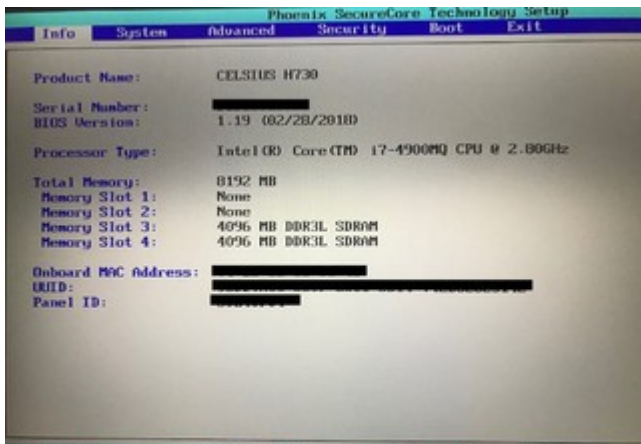 Phoenix SecureCore Technology Setup
Info System Advanced Security Boot Exit
Product Name: CELSIUS H730
Serial Number:
BIOS Version: 1.19 (02/28/2018)
Processor Type: Intel(R) Core(TM) i7-4900MQ CPU @ 2.80GHz
Total Memory: 8192 MB
Memory Slot 1: None
Memory Slot 2: None
Memory Slot 3: 4096 MB DDR3L SDRAM
Memory Slot 4: 4096 MB DDR3L SDRAM
Onboard MAC Address:
UUID:
Panel ID: